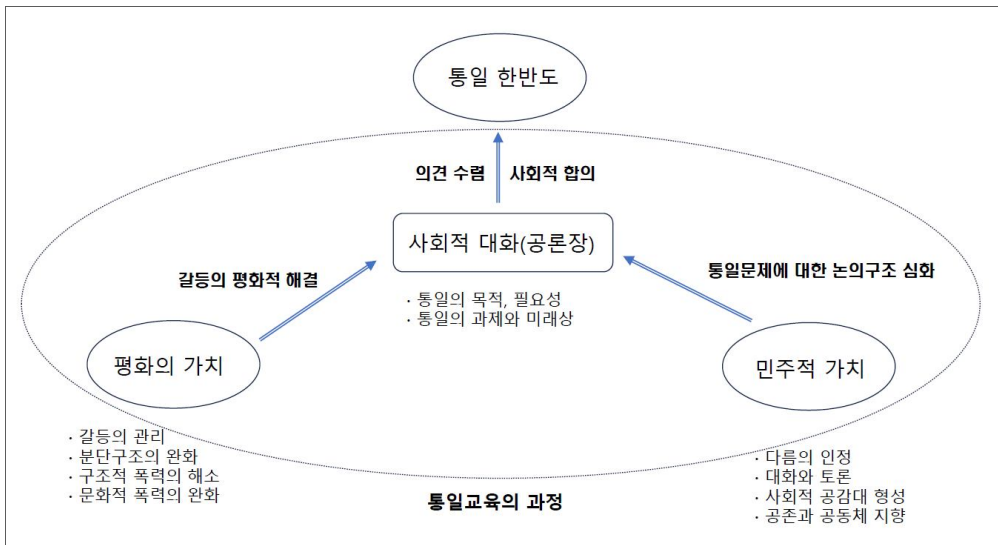 통일 한반도
의견 수렴 사회적 합의
사회적 대화(공론장)
갈등의 평화적 해결
통일문제에 대한 논의구조 심화
· 통일의 목적, 필요성
· 통일의 과제와 미래상
평화의 가치
민주적 가치
· 갈등의 관리
· 분단구조의 완화
· 구조적 폭력의 해소
· 문화적 폭력의 완화
· 다름의 인정
· 대화와 토론
· 사회적 공감대 형성
· 공존과 공동체 지향
통일교육의 과정